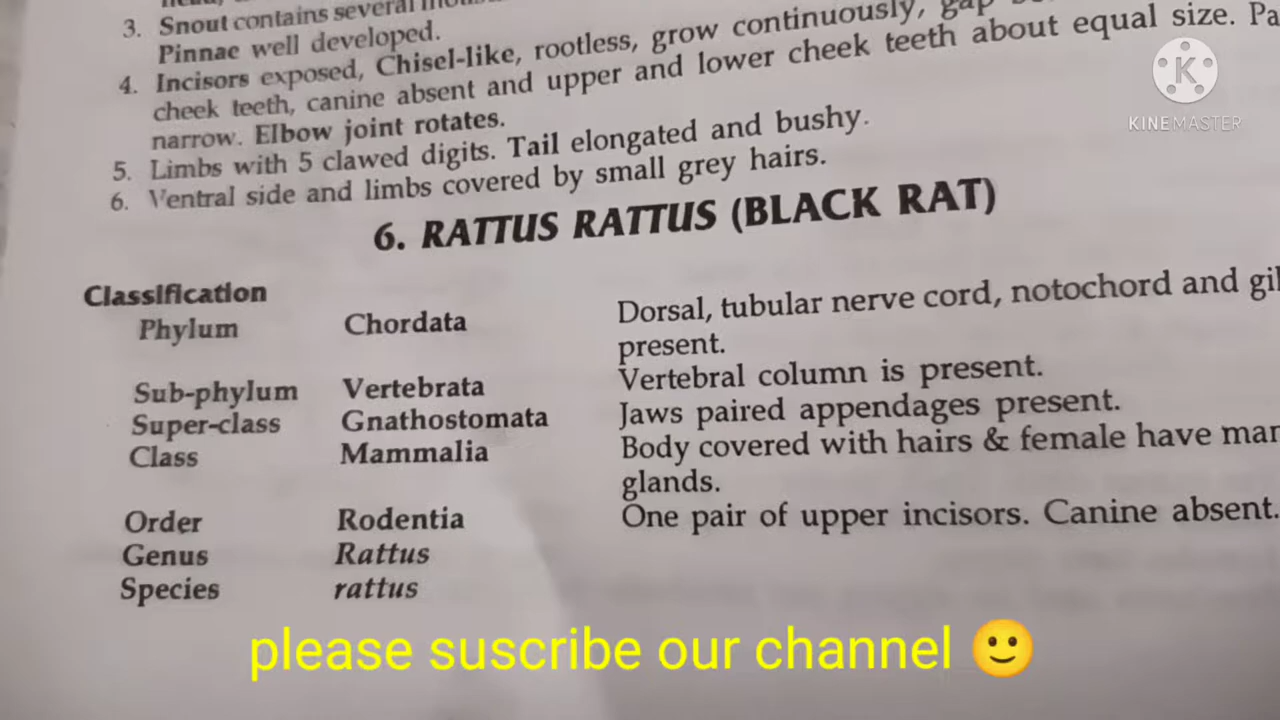 3. Snout contains several
Pinnae well developed.
4. Incisors exposed, Chisel-like, rootless, grow continuously, gap
cheek teeth, canine absent and upper and lower cheek teeth about equal size.
narrow. Elbow joint rotates.
5. Limbs with 5 clawed digits. Tail elongated and bushy.
6. Ventral side and limbs covered by small grey hairs.
6. RATTUS RATTUS (BLACK RAT)
Classification
Phylum Chordata Dorsal, tubular nerve cord, notochord and
present.
Sub-phylum Vertebrata Vertebral column is present.
Super-class Gnathostomata Jaws paired appendages present.
Class Mammalia Body covered with hairs & female have
glands.
Order Rodentia One pair of upper incisors. Canine absent.
Genus Rattus
Species rattus
please suscribe our channel 🙂
KINEMASTER